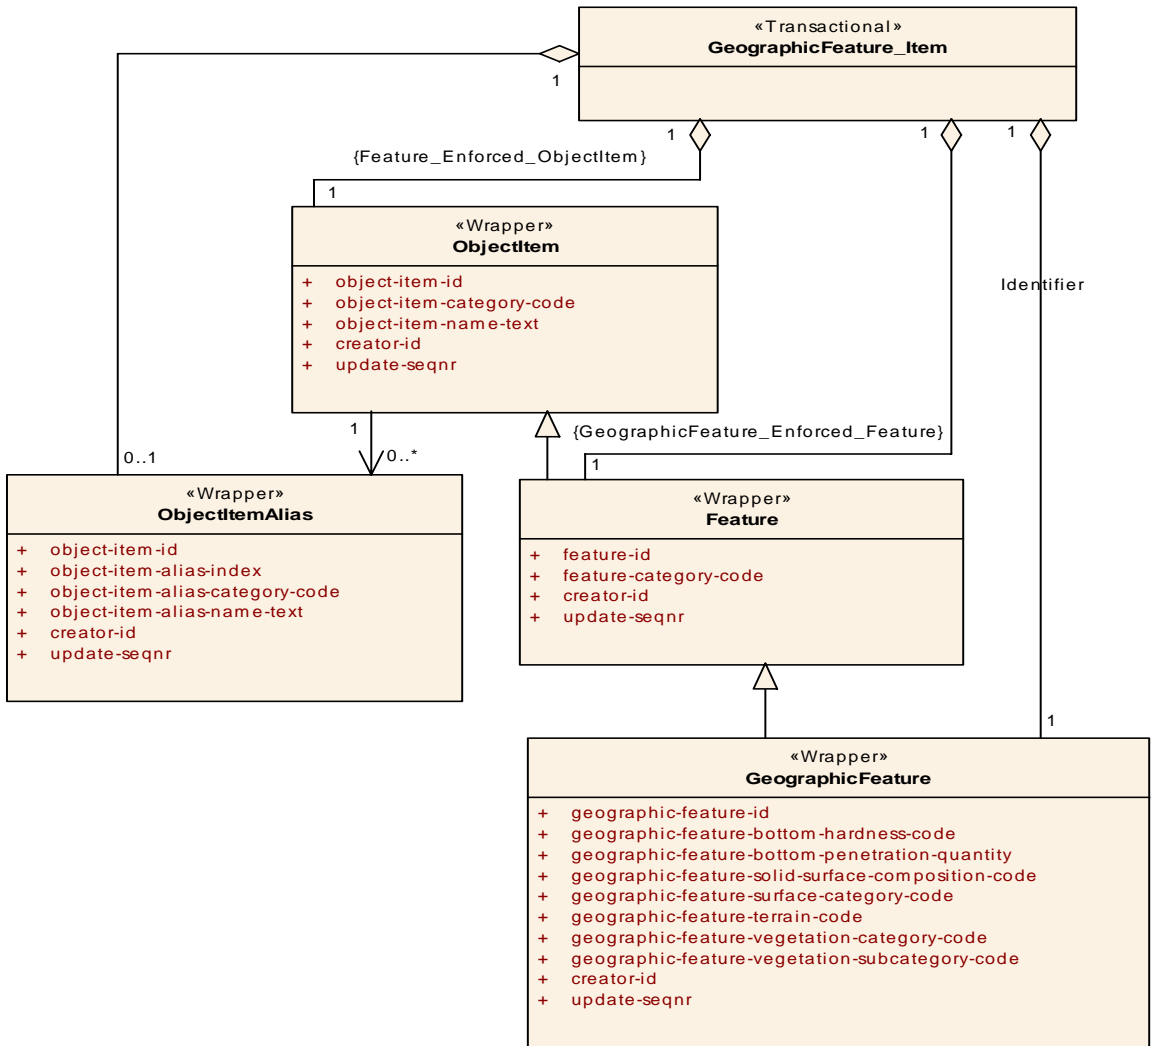 «Transactional»
GeographicFeature_Item
1
1
1
1
{Feature_Enforced_ObjectItem}
1
«Wrapper»
ObjectItem
+ object-item-id
+ object-item-category-code
+ object-item-name-text
+ creator-id
+ update-seqnr
Identifier
1
0..*
0..1
{GeographicFeature_Enforced_Feature}
1
«Wrapper»
ObjectItemAlias
+ object-item-id
+ object-item-alias-index
+ object-item-alias-category-code
+ object-item-alias-name-text
+ creator-id
+ update-seqnr
«Wrapper»
Feature
+ feature-id
+ feature-category-code
+ creator-id
+ update-seqnr
1
«Wrapper»
GeographicFeature
+ geographic-feature-id
+ geographic-feature-bottom-hardness-code
+ geographic-feature-bottom-penetration-quantity
+ geographic-feature-solid-surface-composition-code
+ geographic-feature-surface-category-code
+ geographic-feature-terrain-code
+ geographic-feature-vegetation-category-code
+ geographic-feature-vegetation-subcategory-code
+ creator-id
+ update-seqnr